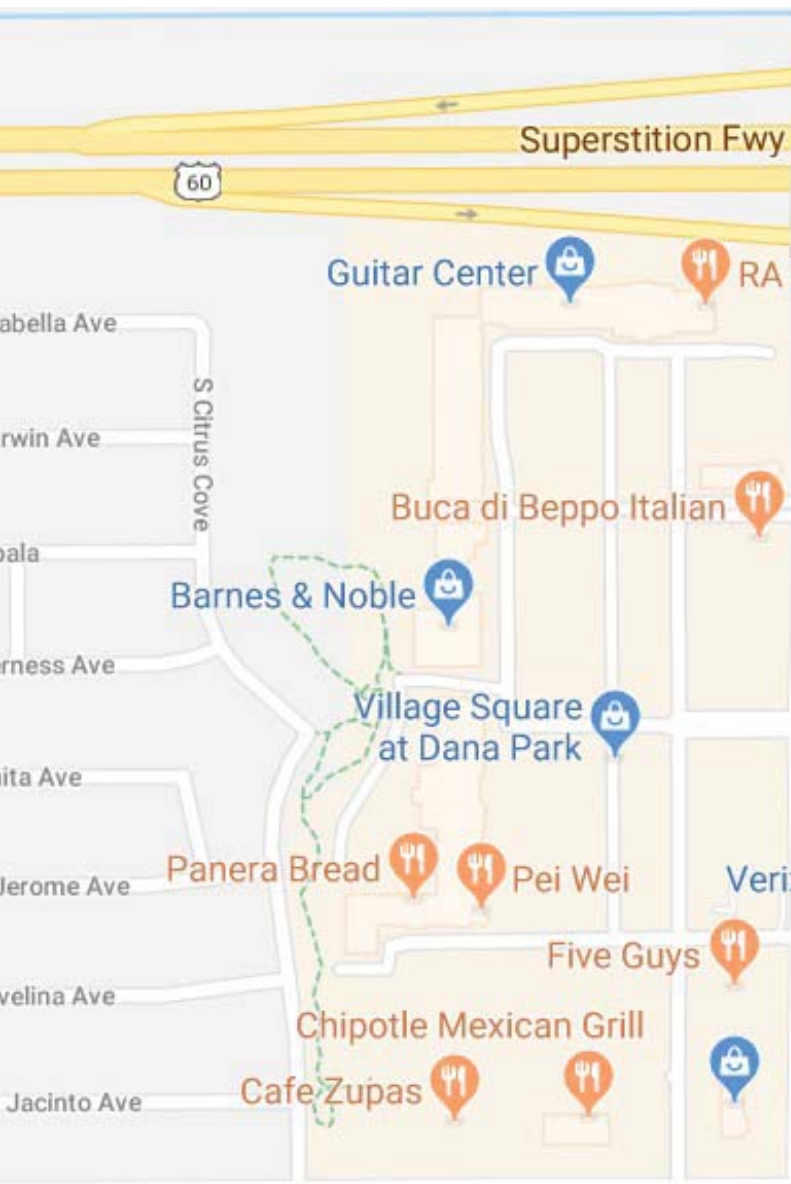 Superstition Fwy
60
Guitar Center
RA
abella Ave
S Citrus Cove
rwin Ave
Buca di Beppo Italian
pala
Barnes & Noble
erness Ave
Village Square
at Dana Park
nita Ave
Panera Bread
Pei Wei
Veri
Jerome Ave
Five Guys
velina Ave
Chipotle Mexican Grill
Cafe Zupas
Jacinto Ave